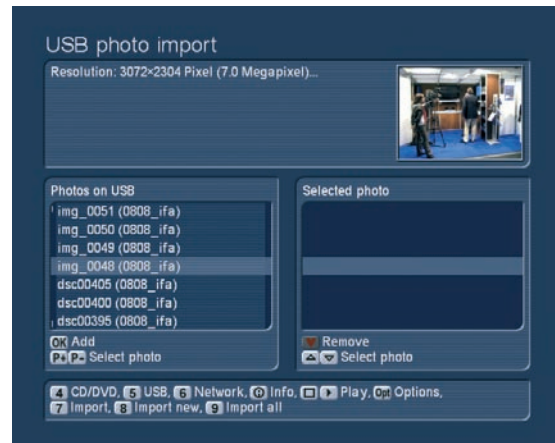 USB photo import
Resolution: 3072×2304 Pixel (7.0 Megapixel)...
Photos on USB
img_0051 (0808_ifa)
img_0050 (0808_ifa)
img_0049 (0808_ifa)
img_0048 (0808_ifa)
dsc00405 (0808_ifa)
dsc00400 (0808_ifa)
dsc00395 (0808_ifa)
OK Add
P+ P- Select photo
Selected photo
Remove
Select photo
4 CD/DVD, 5 USB, 6 Network, Info, Play, Opt Options,
7 Import, 8 Import new, 9 Import all